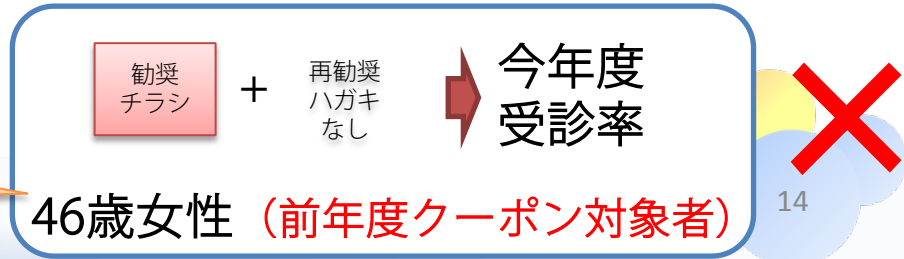 勧奨
チラシ
+
再勧奨
ハガキ
なし
今年度
受診率
46歳女性（前年度クーポン対象者）
14